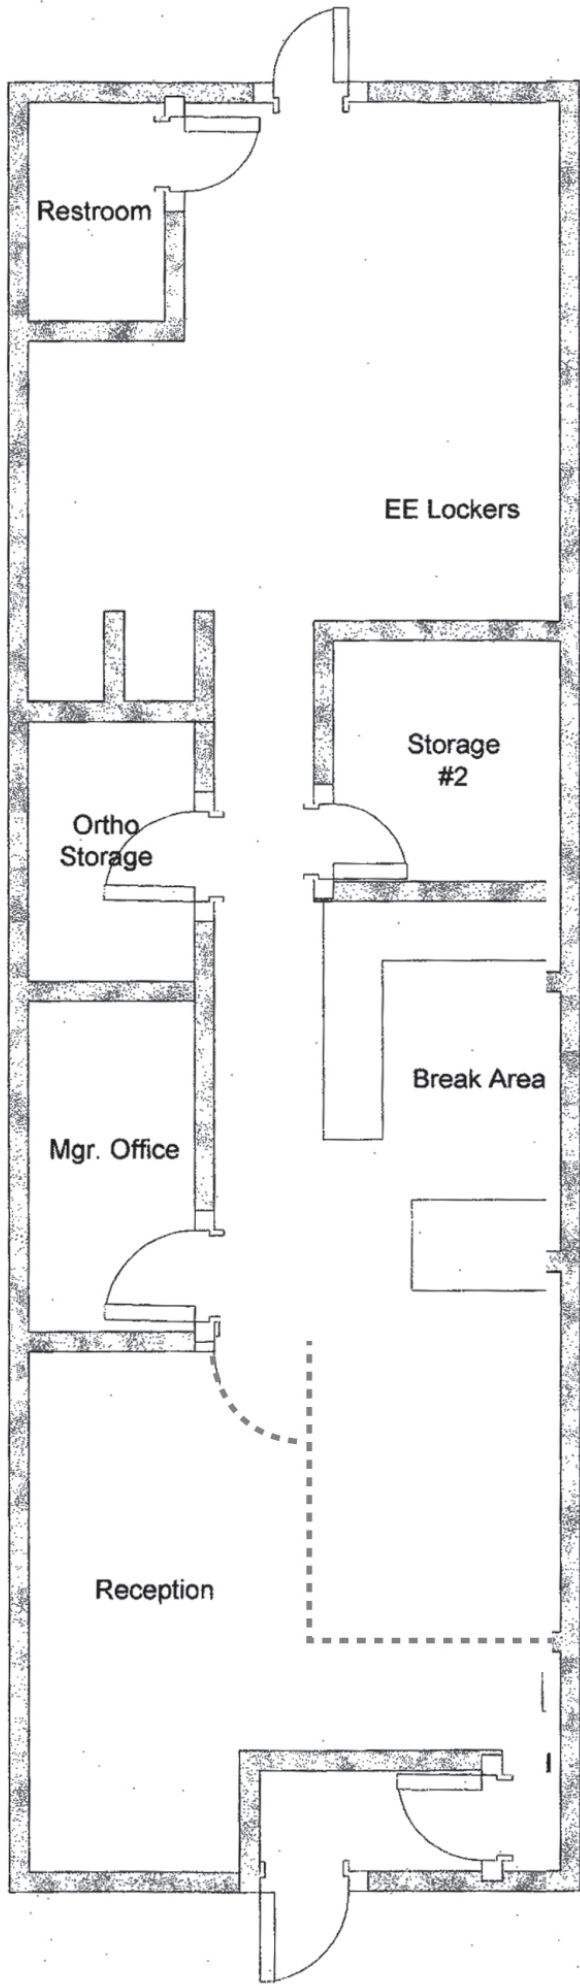 Restroom
EE Lockers
Storage
#2
Ortho
Storage
Break Area
Mgr. Office
Reception